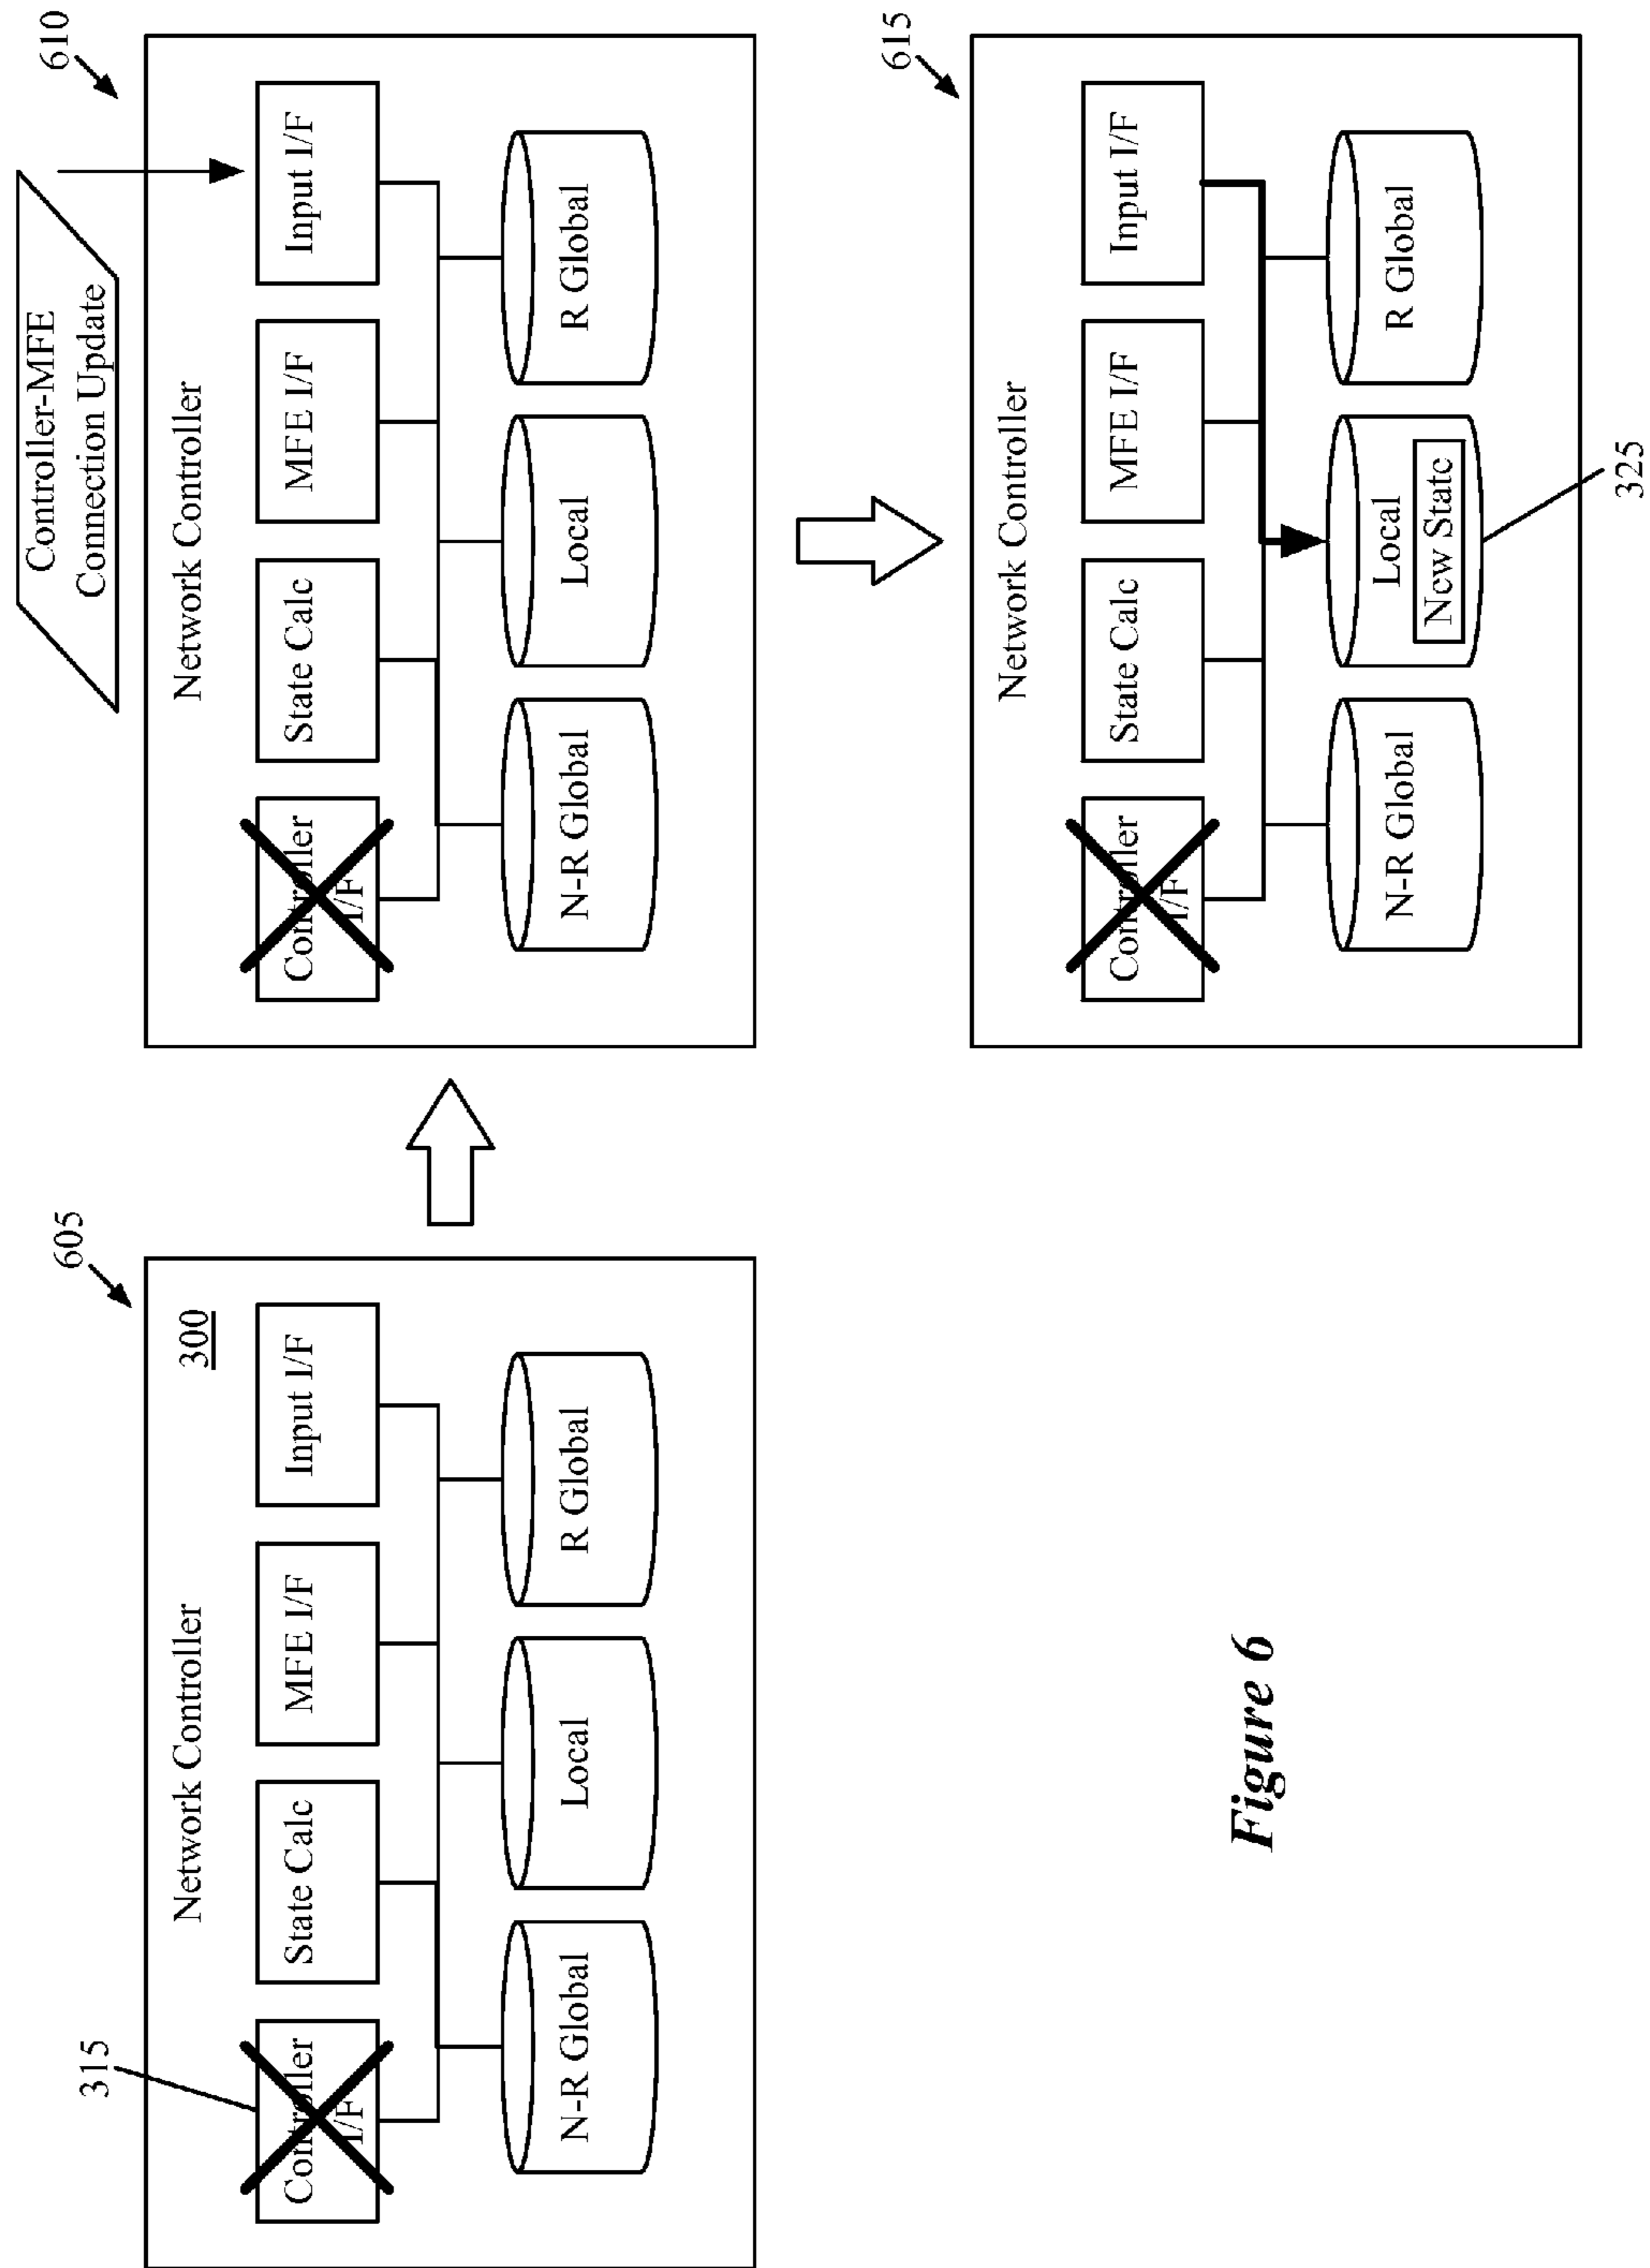 605
300
Network Controller
315
Controller
I/F
State Calc
MFE I/F
Input I/F
N-R Global
Local
R Global
Controller-MFE
Connection Update
610
Network Controller
Controller
I/F
State Calc
MFE I/F
Input I/F
N-R Global
Local
R Global
615
Network Controller
Controller
I/F
State Calc
MFE I/F
Input I/F
N-R Global
Local
New State
R Global
325
Figure 6